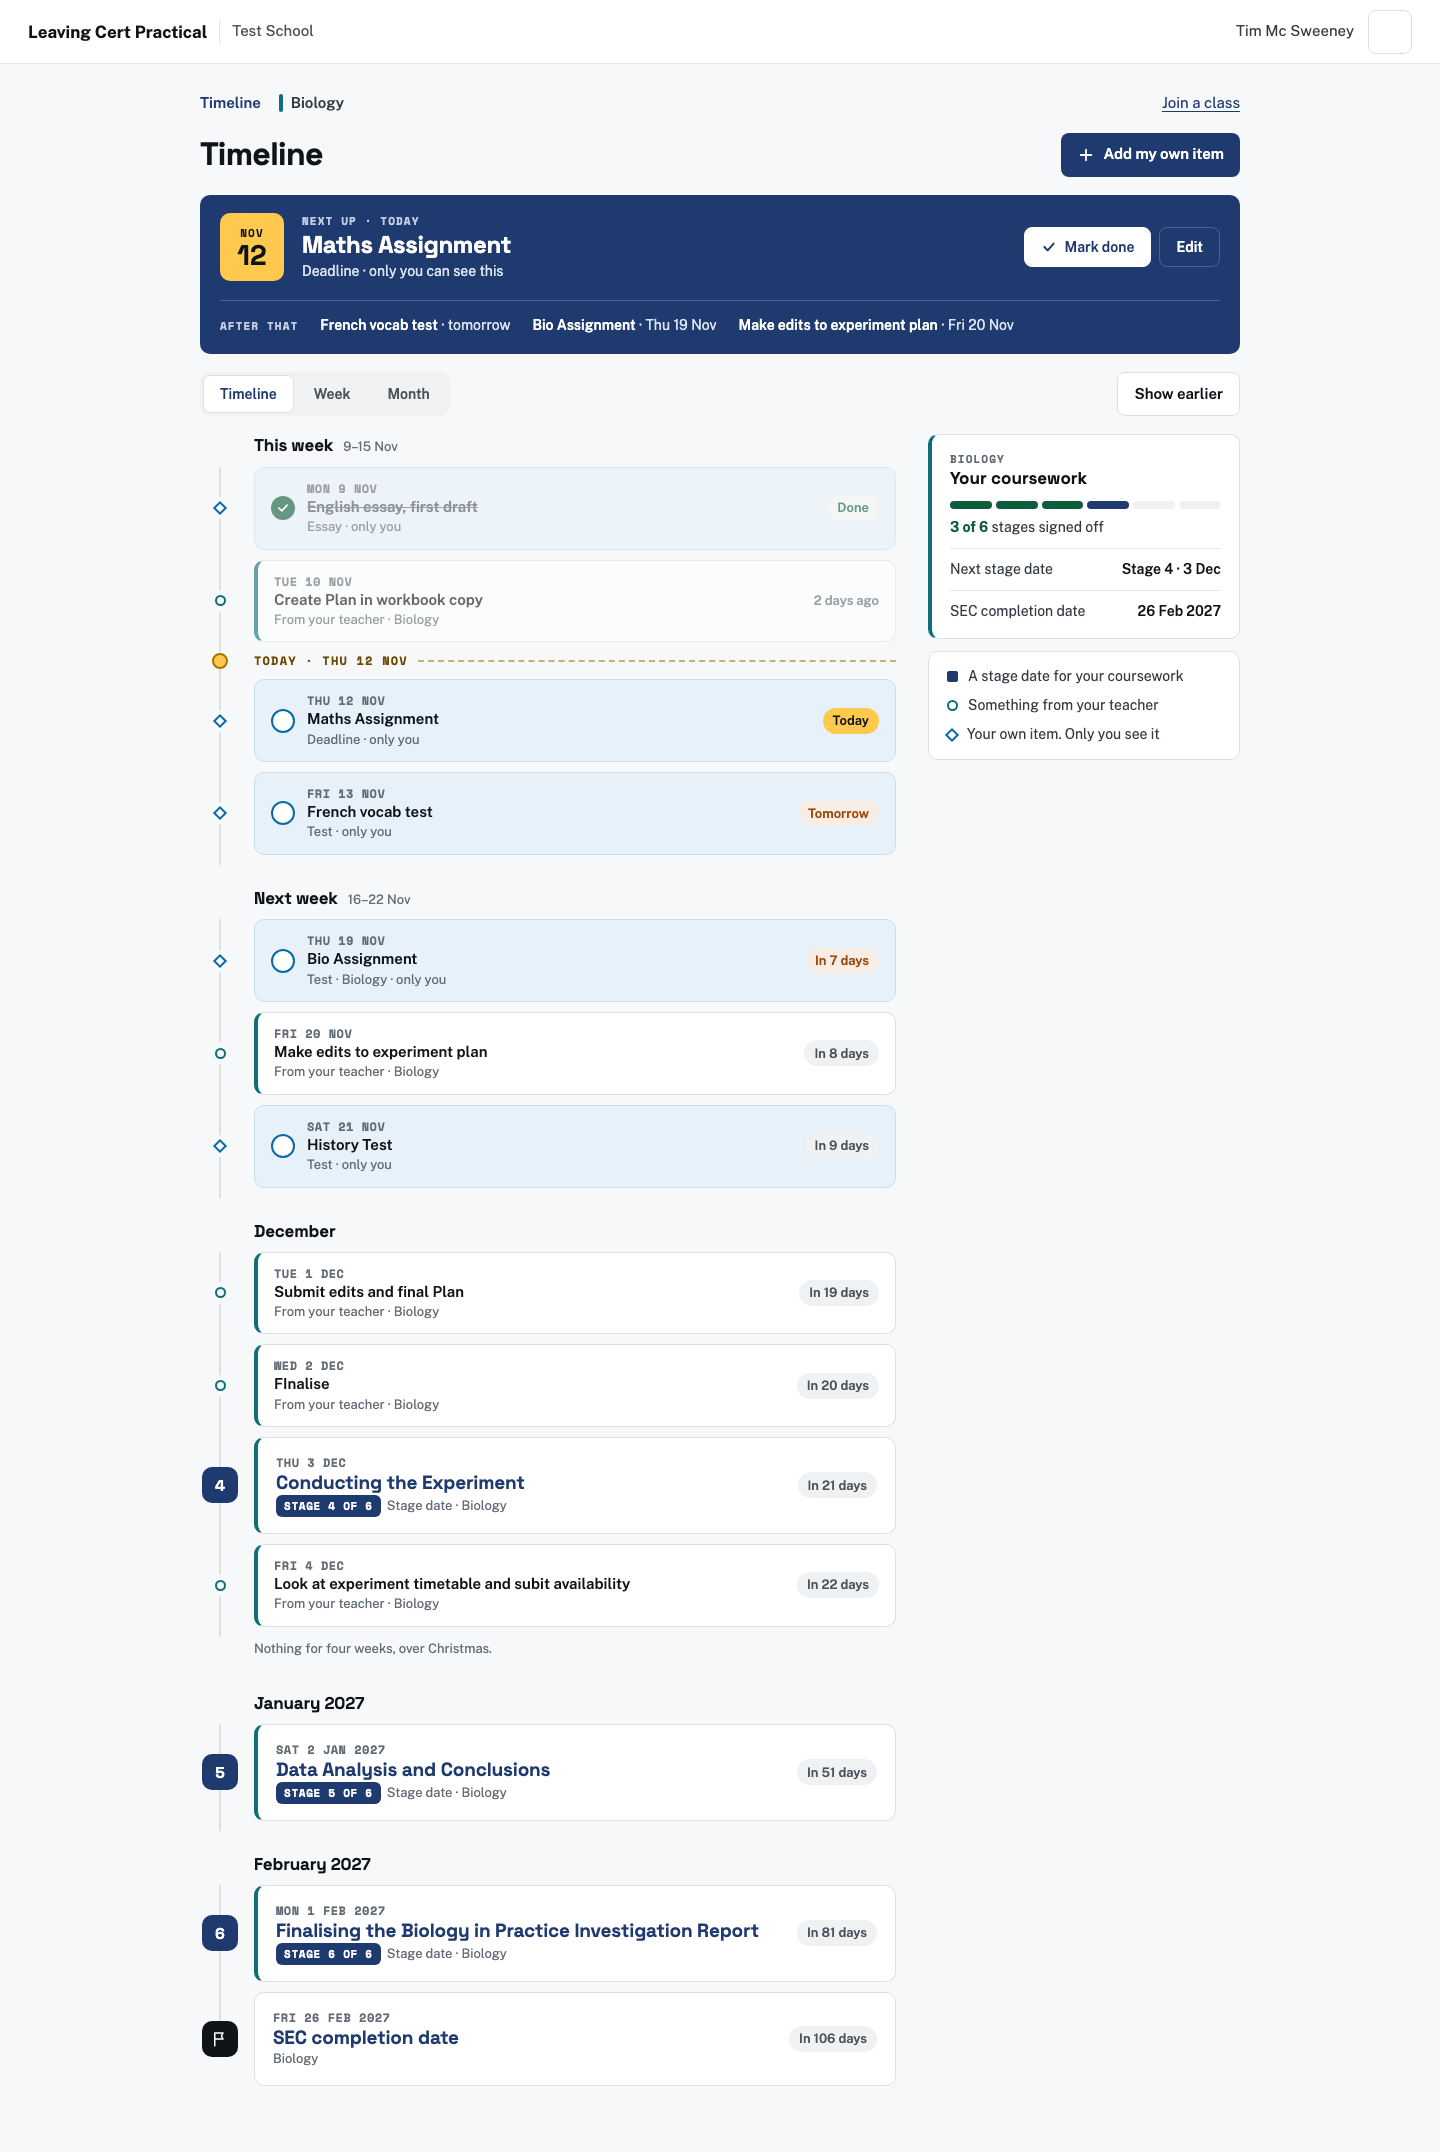 Leaving Cert Practical
Test School
Tim Mc Sweeney
Timeline
Biology
Join a class
Timeline
Add my own item
NOV
12
NEXT UP · TODAY
Maths Assignment
Deadline · only you can see this
Mark done
Edit
AFTER THAT
French vocab test · tomorrow
Bio Assignment · Thu 19 Nov
Make edits to experiment plan · Fri 20 Nov
Timeline
Week
Month
Show earlier
This week 9–15 Nov
MON 9 NOV
English essay, first draft
Essay · only you
Done
TUE 10 NOV
Create Plan in workbook copy
From your teacher · Biology
2 days ago
TODAY · THU 12 NOV
THU 12 NOV
Maths Assignment
Deadline · only you
Today
FRI 13 NOV
French vocab test
Test · only you
Tomorrow
Next week 16–22 Nov
THU 19 NOV
Bio Assignment
Test · Biology · only you
In 7 days
FRI 20 NOV
Make edits to experiment plan
From your teacher · Biology
In 8 days
SAT 21 NOV
History Test
Test · only you
In 9 days
December
TUE 1 DEC
Submit edits and final Plan
From your teacher · Biology
In 19 days
WED 2 DEC
FInalise
From your teacher · Biology
In 20 days
4
THU 3 DEC
Conducting the Experiment
STAGE 4 OF 6 Stage date · Biology
In 21 days
FRI 4 DEC
Look at experiment timetable and subit availability
From your teacher · Biology
In 22 days
Nothing for four weeks, over Christmas.
January 2027
5
SAT 2 JAN 2027
Data Analysis and Conclusions
STAGE 5 OF 6 Stage date · Biology
In 51 days
February 2027
6
MON 1 FEB 2027
Finalising the Biology in Practice Investigation Report
STAGE 6 OF 6 Stage date · Biology
In 81 days
FRI 26 FEB 2027
SEC completion date
Biology
In 106 days
BIOLOGY
Your coursework
3 of 6 stages signed off
Next stage date Stage 4 · 3 Dec
SEC completion date 26 Feb 2027
A stage date for your coursework
Something from your teacher
Your own item. Only you see it